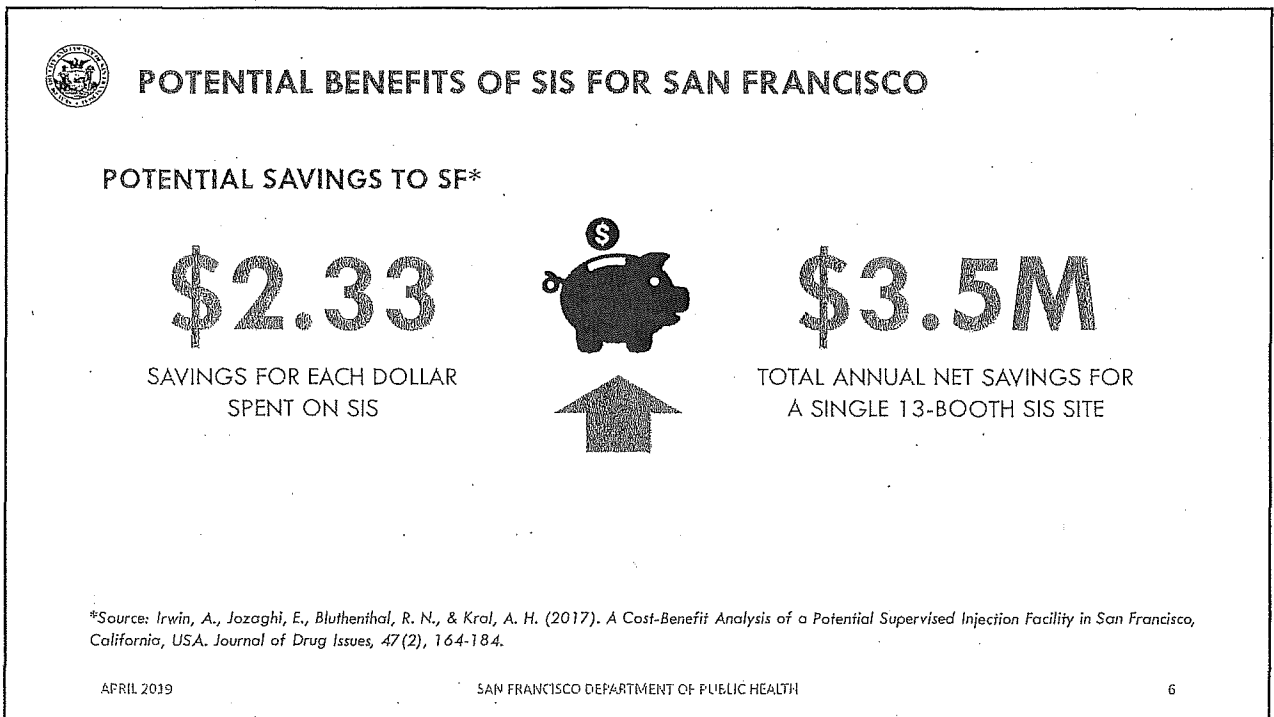 POTENTIAL BENEFITS OF SIS FOR SAN FRANCISCO
POTENTIAL SAVINGS TO SF*
$2.33
SAVINGS FOR EACH DOLLAR
SPENT ON SIS
$
$3.5M
TOTAL ANNUAL NET SAVINGS FOR
A SINGLE 13-BOOTH SIS SITE
*Source: Irwin, A., Jozaghi, E., Bluthenthal, R. N., & Kral, A. H. (2017). A Cost-Benefit Analysis of a Potential Supervised Injection Facility in San Francisco,
California, USA. Journal of Drug Issues, 47(2), 164-184.
APRIL 2019
SAN FRANCISCO DEPARTMENT OF PUBLIC HEALTH
6